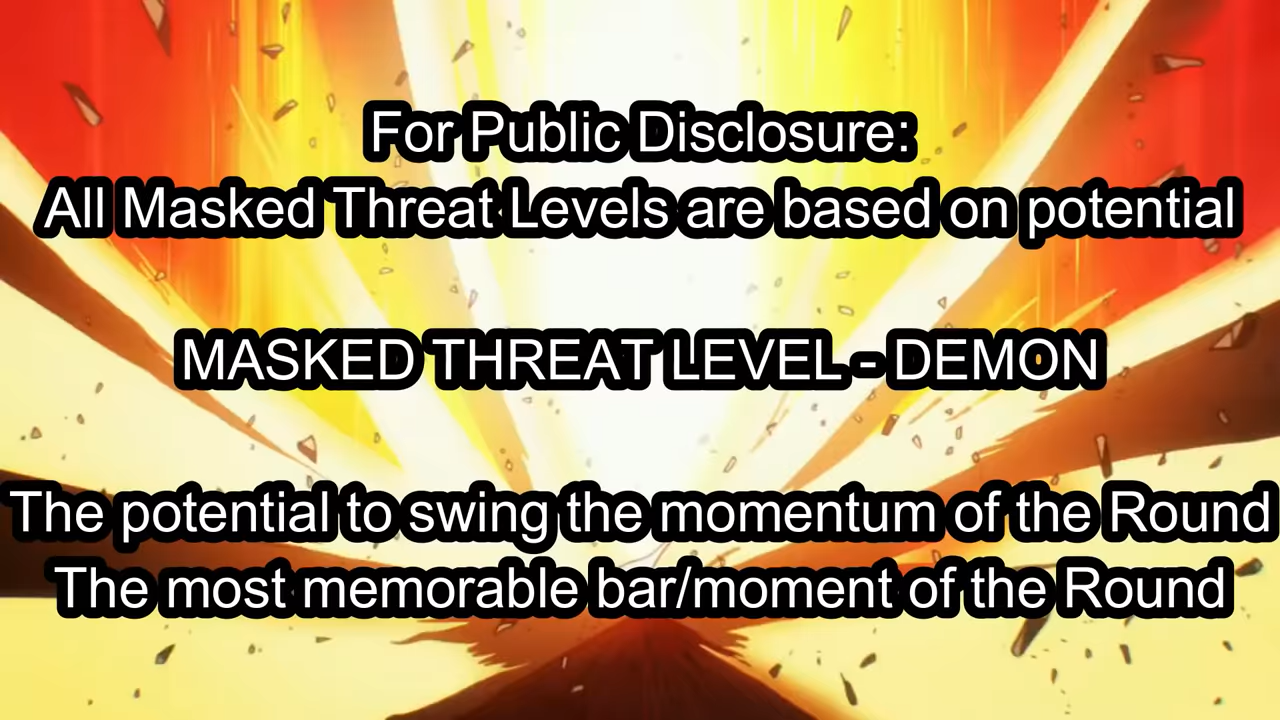 For Public Disclosure:
All Masked Threat Levels are based on potential
MASKED THREAT LEVEL - DEMON
The potential to swing the momentum of the Round
The most memorable bar/moment of the Round